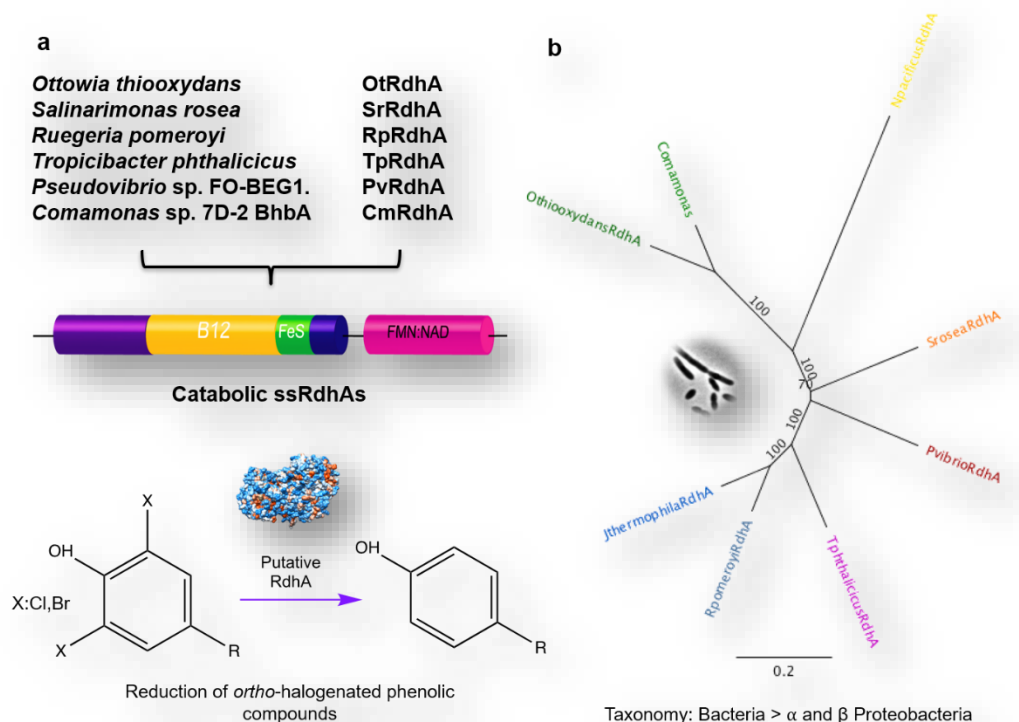 a
Ottowia thiooxydans OtRdhA
Salinarimonas rosea SrRdhA
Ruegeria pomeroyi RpRdhA
Tropicibacter phthalicicus TpRdhA
Pseudovibrio sp. FO-BEG1. PvRdhA
Comamonas sp. 7D-2 BhbA CmRdhA
B12 FeS FMN:NAD
Catabolic ssRdhAs
X
OH
X:Cl,Br
X
R
Putative
RdhA
OH
R
Reduction of ortho-halogenated phenolic
compounds
b
NpacificusRdhA
Comamonas
OthiooxydansRdhA
100
SroseaRdhA
100
70
100
100
PvibrioRdhA
JthermophilaRdhA
RpomeroyiRdhA
TphthalicicusRdhA
0.2
Taxonomy: Bacteria > α and β Proteobacteria